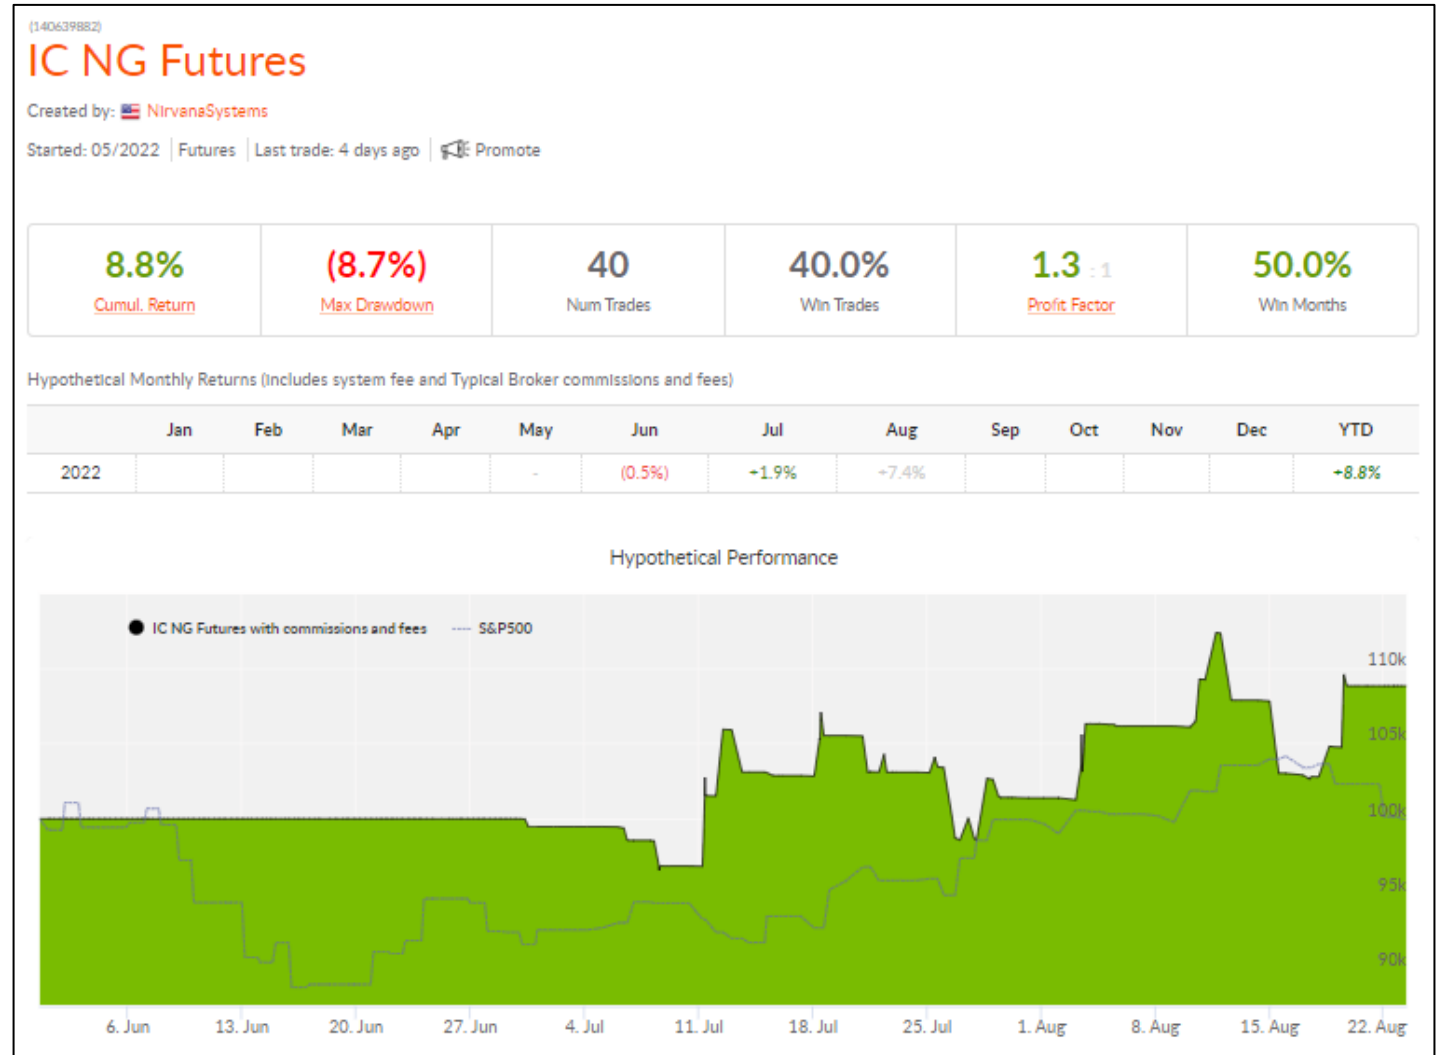 (140639882)
IC NG Futures
Created by: NirvanaSystems
Started: 05/2022 Futures Last trade: 4 days ago Promote
8.8% (8.7%) 40 40.0% 1.3 : 1 50.0%
Cumul. Return Max Drawdown Num Trades Win Trades Profit Factor Win Months
Hypothetical Monthly Returns (includes system fee and Typical Broker commissions and fees)
Jan Feb Mar Apr May Jun Jul Aug Sep Oct Nov Dec YTD
2022 - (0.5%) +1.9% +7.4% +8.8%
Hypothetical Performance
IC NG Futures with commissions and fees S&P500
110k
105k
100k
95k
90k
6. Jun 13. Jun 20. Jun 27. Jun 4. Jul 11. Jul 18. Jul 25. Jul 1. Aug 8. Aug 15. Aug 22. Aug